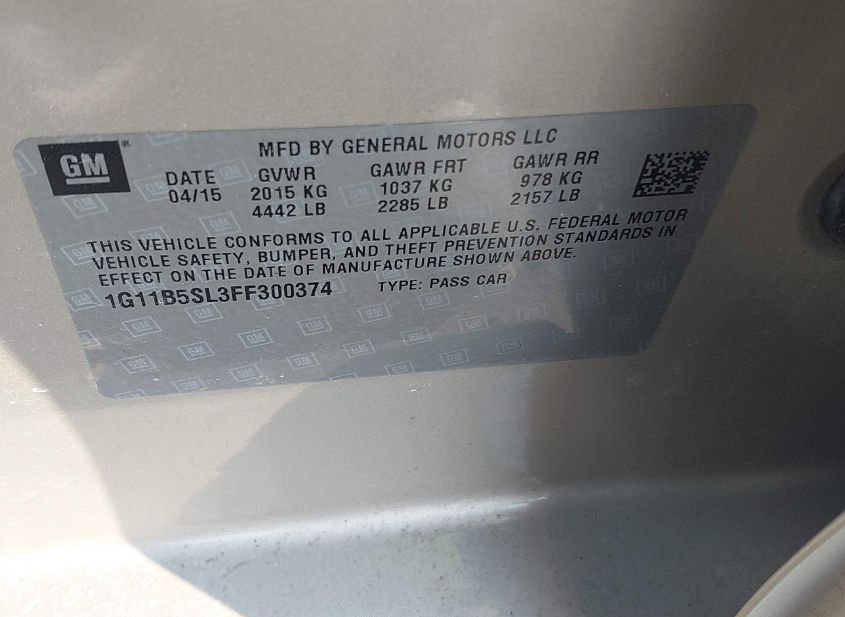 GM
MFD BY GENERAL MOTORS LLC
DATE GVWR GAWR FRT GAWR RR
04/15 2015 KG 1037 KG 978 KG
4442 LB 2285 LB 2157 LB
THIS VEHICLE CONFORMS TO ALL APPLICABLE U.S. FEDERAL MOTOR
VEHICLE SAFETY, BUMPER, AND THEFT PREVENTION STANDARDS IN
EFFECT ON THE DATE OF MANUFACTURE SHOWN ABOVE.
1G11B5SL3FF300374 TYPE: PASS CAR